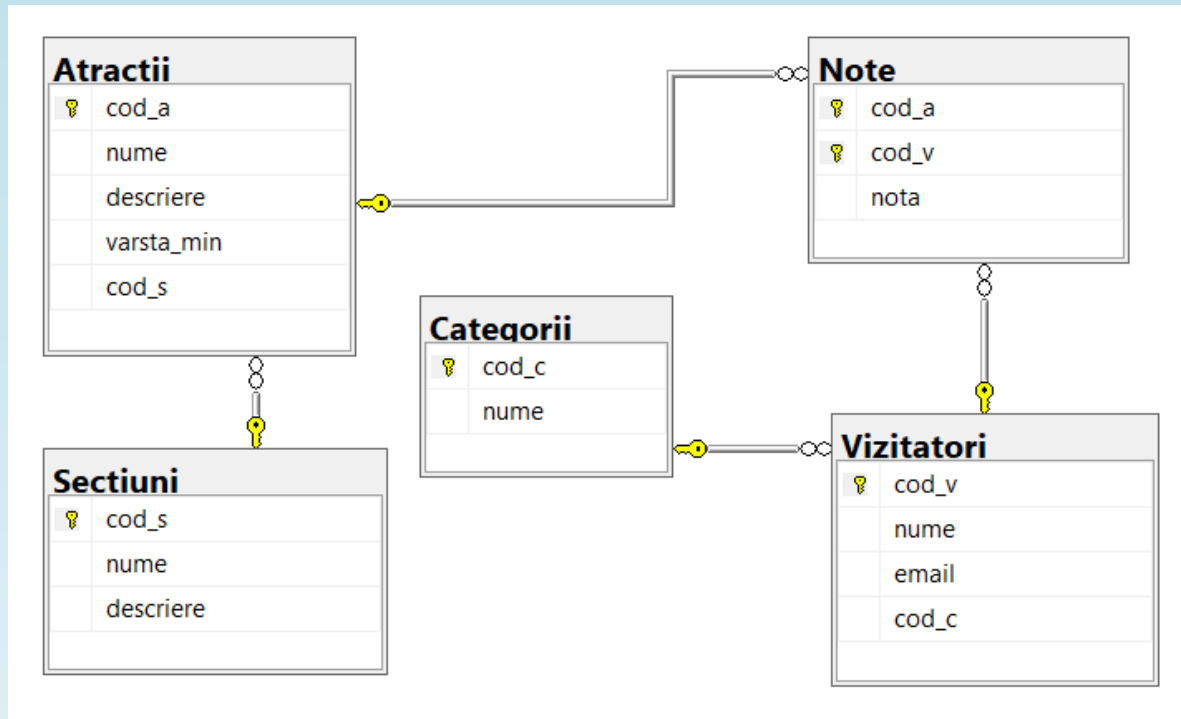 Atractii
cod_a
nume
descriere
varsta_min
cod_s
Note
cod_a
cod_v
nota
Categorii
cod_c
nume
Sectiuni
cod_s
nume
descriere
Vizitatori
cod_v
nume
email
cod_c